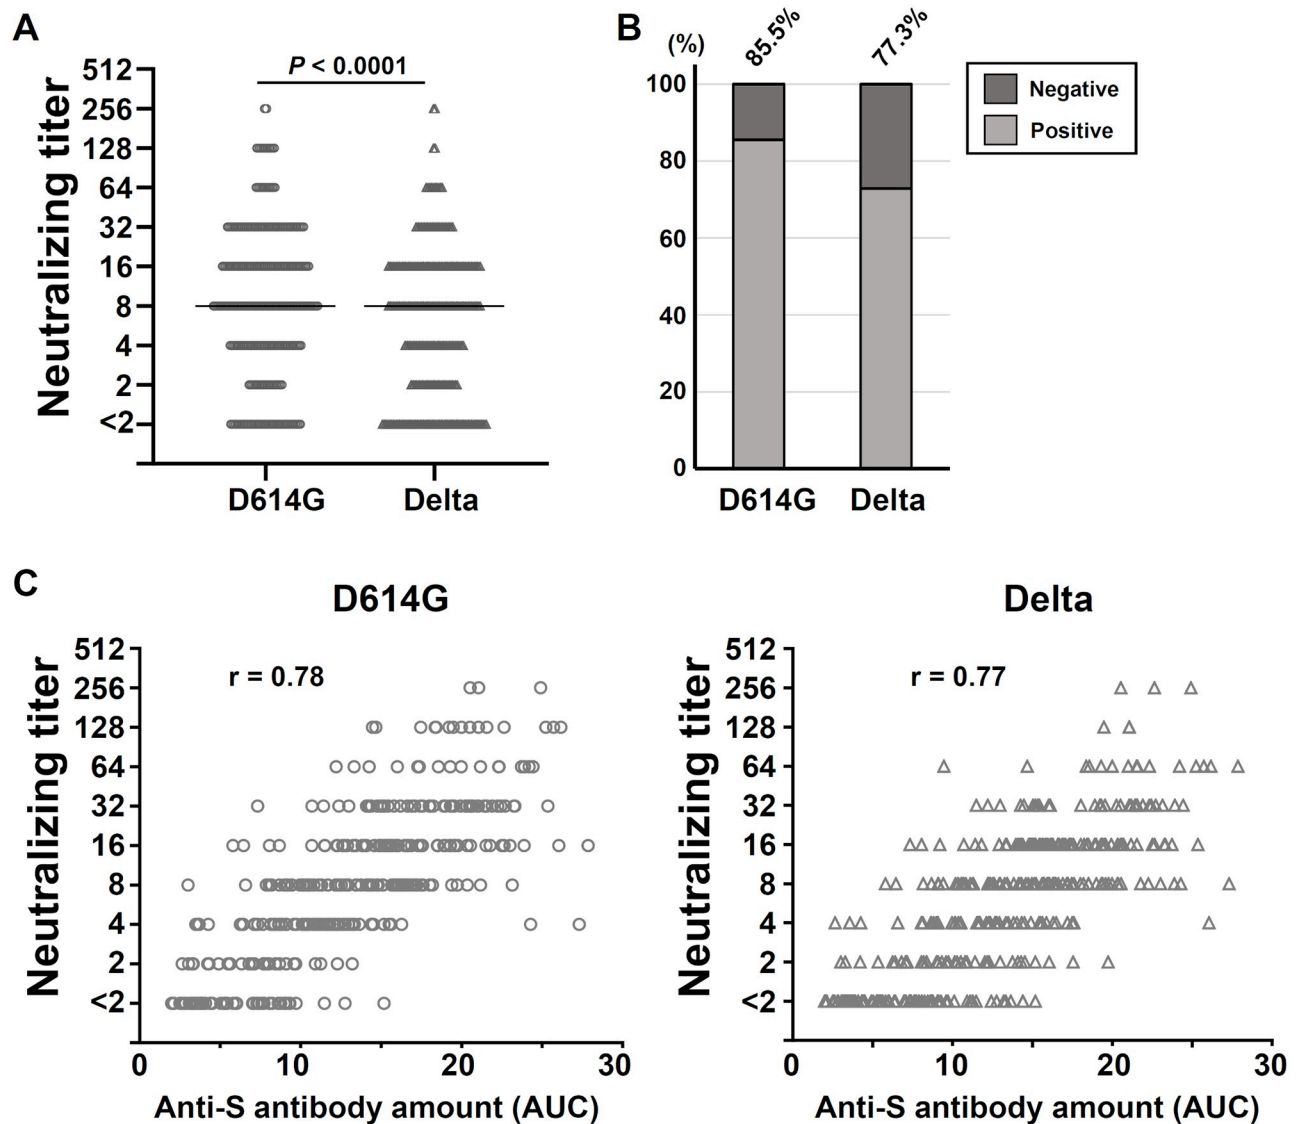 A
Neutralizing titer
512
256
128
64
32
16
8
4
2
<2
P < 0.0001
D614G
Delta
B
(%)
100
80
60
40
20
0
85.5%
77.3%
D614G
Delta
Negative
Positive
C
D614G
Neutralizing titer
512
256
128
64
32
16
8
4
2
<2
r = 0.78
0
10
20
30
Anti-S antibody amount (AUC)
Delta
Neutralizing titer
512
256
128
64
32
16
8
4
2
<2
r = 0.77
0
10
20
30
Anti-S antibody amount (AUC)